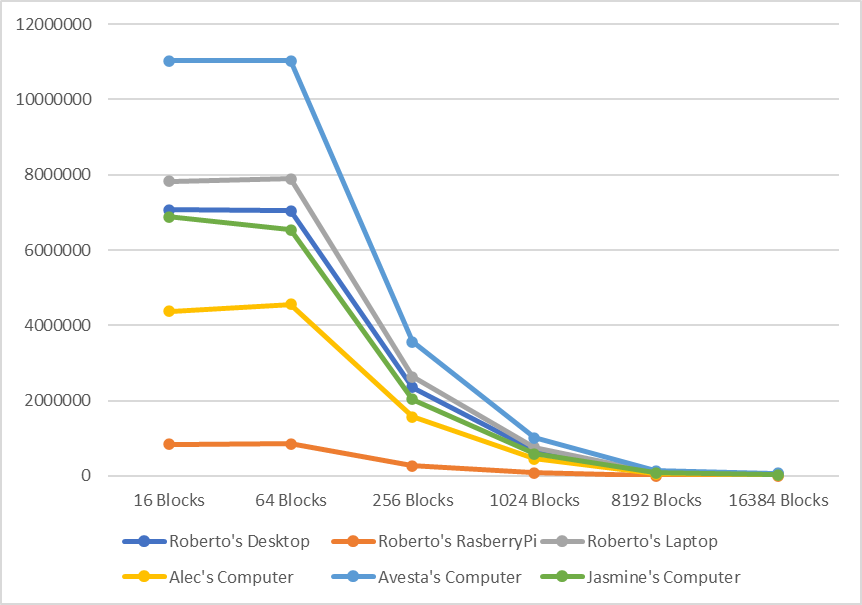 12000000
10000000
8000000
6000000
4000000
2000000
0
16 Blocks 64 Blocks 256 Blocks 1024 Blocks 8192 Blocks 16384 Blocks
Roberto's Desktop Roberto's RasberryPi Roberto's Laptop
Alec's Computer Avesta's Computer Jasmine's Computer